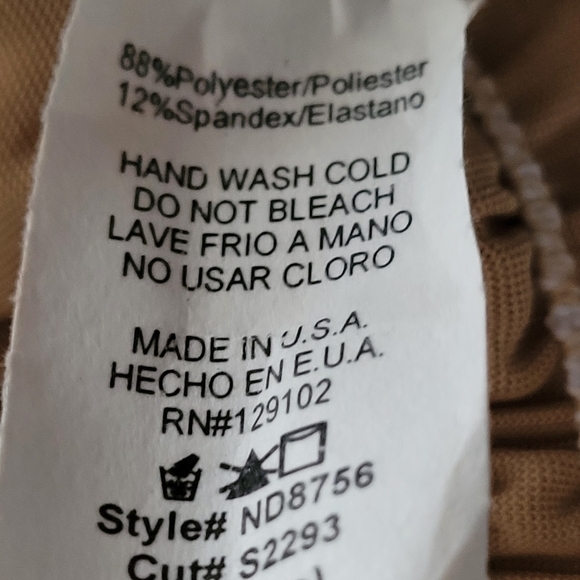 88%Polyester/Poliester
12%Spandex/Elastano
HAND WASH COLD
DO NOT BLEACH
LAVE FRIO A MANO
NO USAR CLORO
MADE IN U.S.A.
HECHO EN E.U.A.
RN#129102
Style# ND8756
Cut# S2293